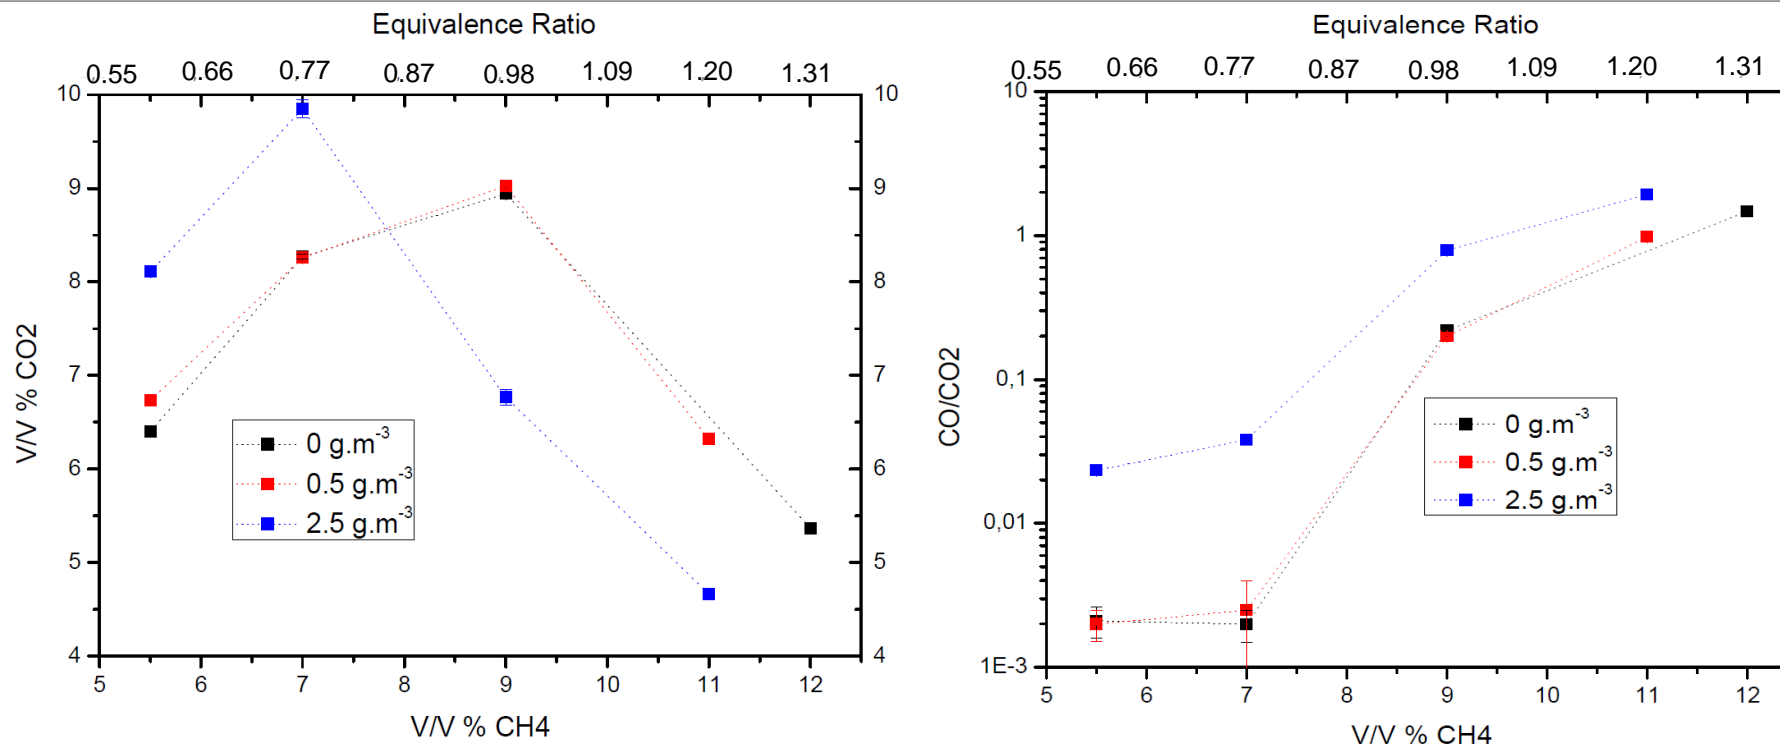 Equivalence Ratio
0.55 0.66 0.77 0.87 0.98 1.09 1.20 1.31
10 10
9 9
8 8
7 7
6 6
5 5
4 4
V/V % CO2
0 g.m-3
0.5 g.m-3
2.5 g.m-3
5 6 7 8 9 10 11 12
V/V % CH4
Equivalence Ratio
0.55 0.66 0.77 0.87 0.98 1.09 1.20 1.31
10
1
0,1
0,01
1E-3
CO/CO2
0 g.m-3
0.5 g.m-3
2.5 g.m-3
5 6 7 8 9 10 11 12
V/V % CH4